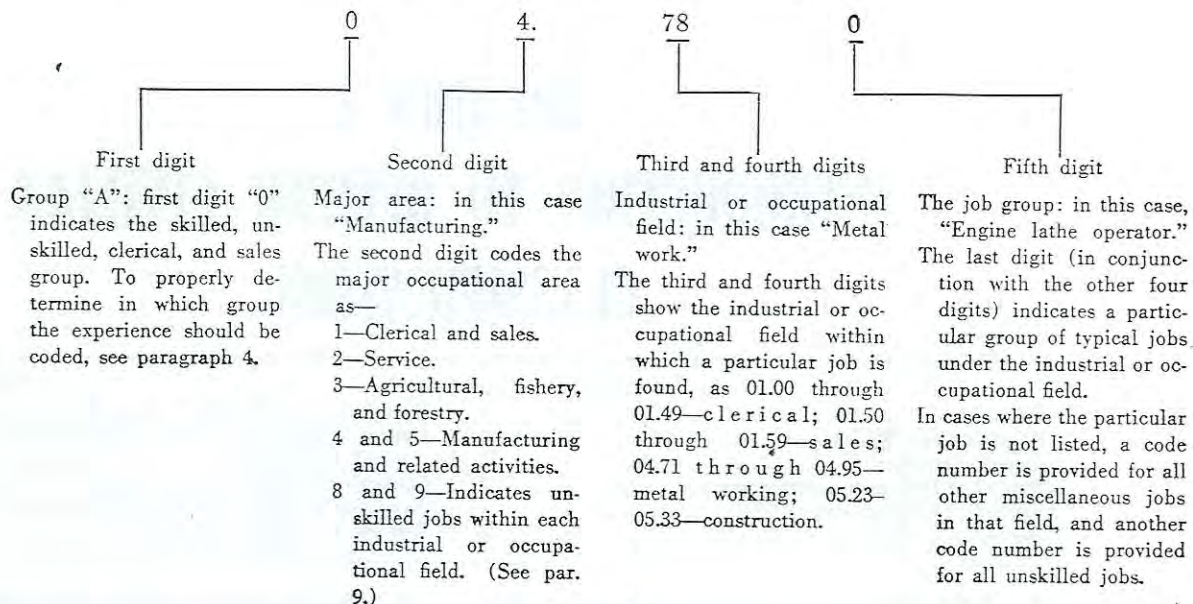 0 4. 78 0
First digit
Group “A”: first digit “0”
indicates the skilled, un-
skilled, clerical, and sales
group. To properly de-
termine in which group
the experience should be
coded, see paragraph 4.
Second digit
Major area: in this case
“Manufacturing.”
The second digit codes the
major occupational area
as—
1—Clerical and sales.
2—Service.
3—Agricultural, fishery,
and forestry.
4 and 5—Manufacturing
and related activities.
8 and 9—Indicates un-
skilled jobs within each
industrial or occupa-
tional field. (See par.
9.)
Third and fourth digits
Industrial or occupational
field: in this case “Metal
work.”
The third and fourth digits
show the industrial or oc-
cupational field within
which a particular job is
found, as 01.00 through
01.49—clerical; 01.50
through 01.59—sales;
04.71 through 04.95—
metal working; 05.23–
05.33—construction.
Fifth digit
The job group: in this case,
“Engine lathe operator.”
The last digit (in conjunc-
tion with the other four
digits) indicates a partic-
ular group of typical jobs
under the industrial or oc-
cupational field.
In cases where the particular
job is not listed, a code
number is provided for all
other miscellaneous jobs
in that field, and another
code number is provided
for all unskilled jobs.